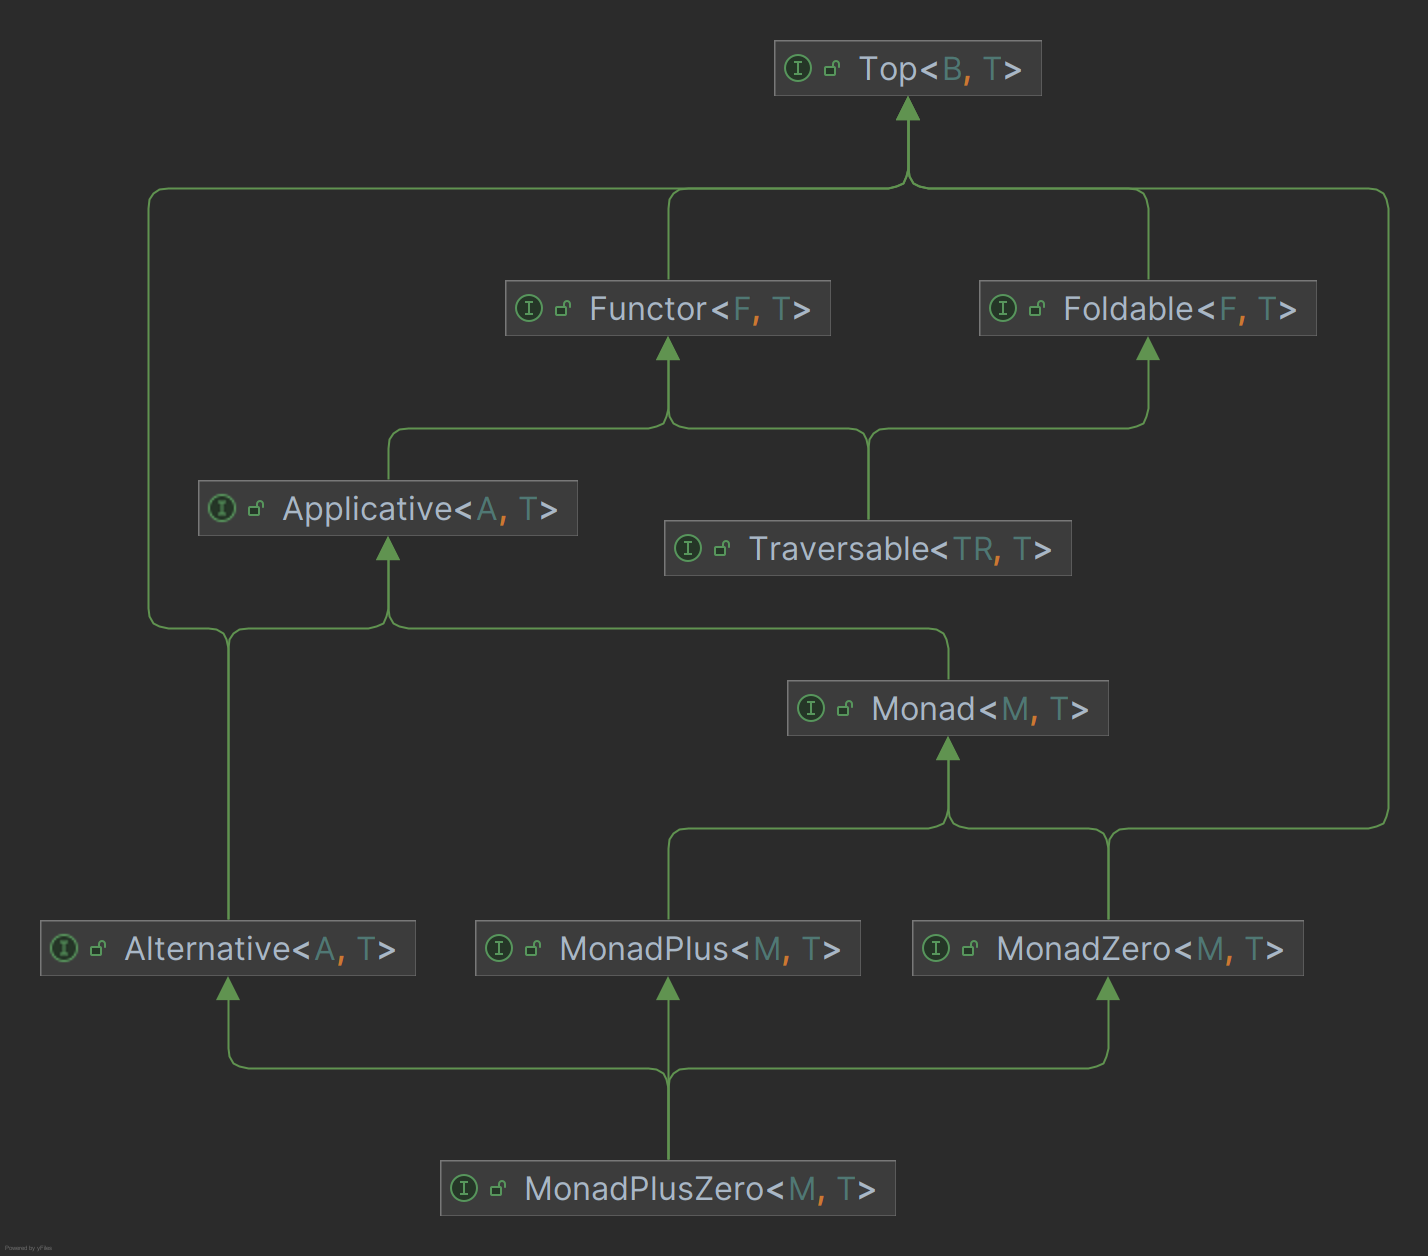 Top<B, T>
Functor<F, T>
Foldable<F, T>
Applicative<A, T>
Traversable<TR, T>
Monad<M, T>
Alternative<A, T>
MonadPlus<M, T>
MonadZero<M, T>
MonadPlusZero<M, T>
Powered by yFiles